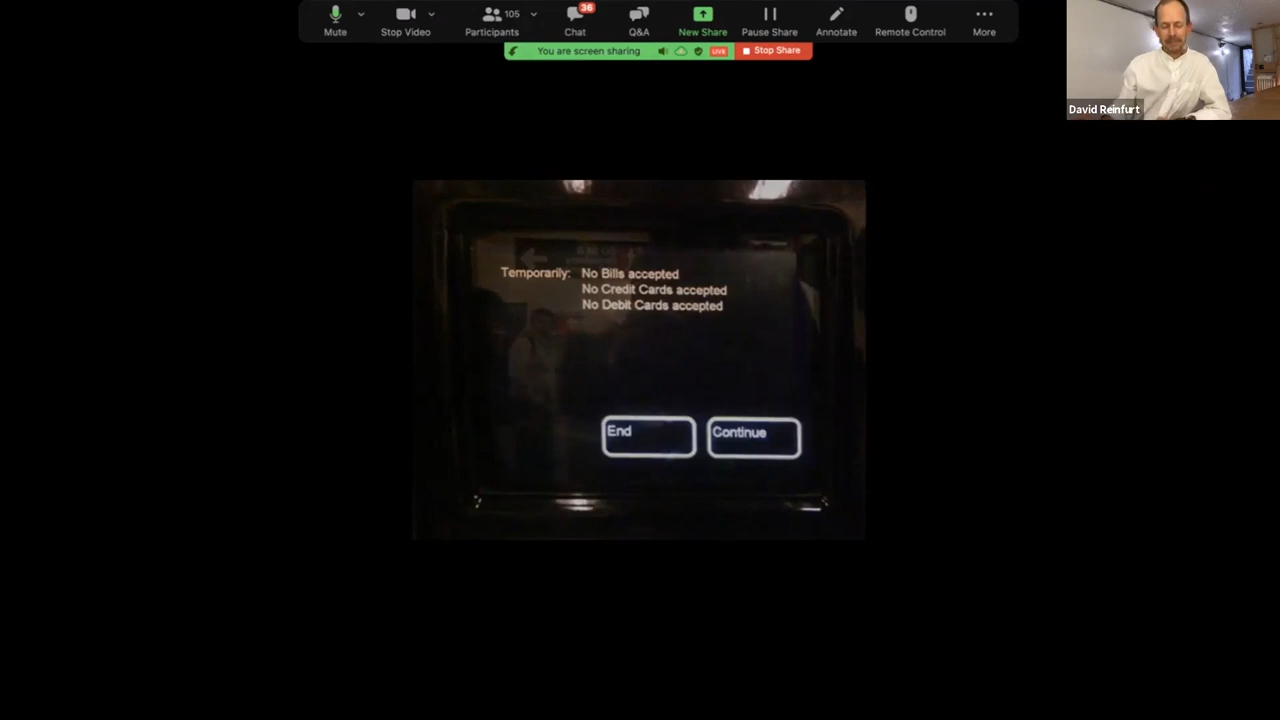 36
105
Mute
Stop Video
Participants
Chat
Q&A
New Share
Pause Share
Annotate
Remote Control
More
You are screen sharing
LIVE
Stop Share
David Reinfurt
Temporarily: No Bills accepted
No Credit Cards accepted
No Debit Cards accepted
End
Continue